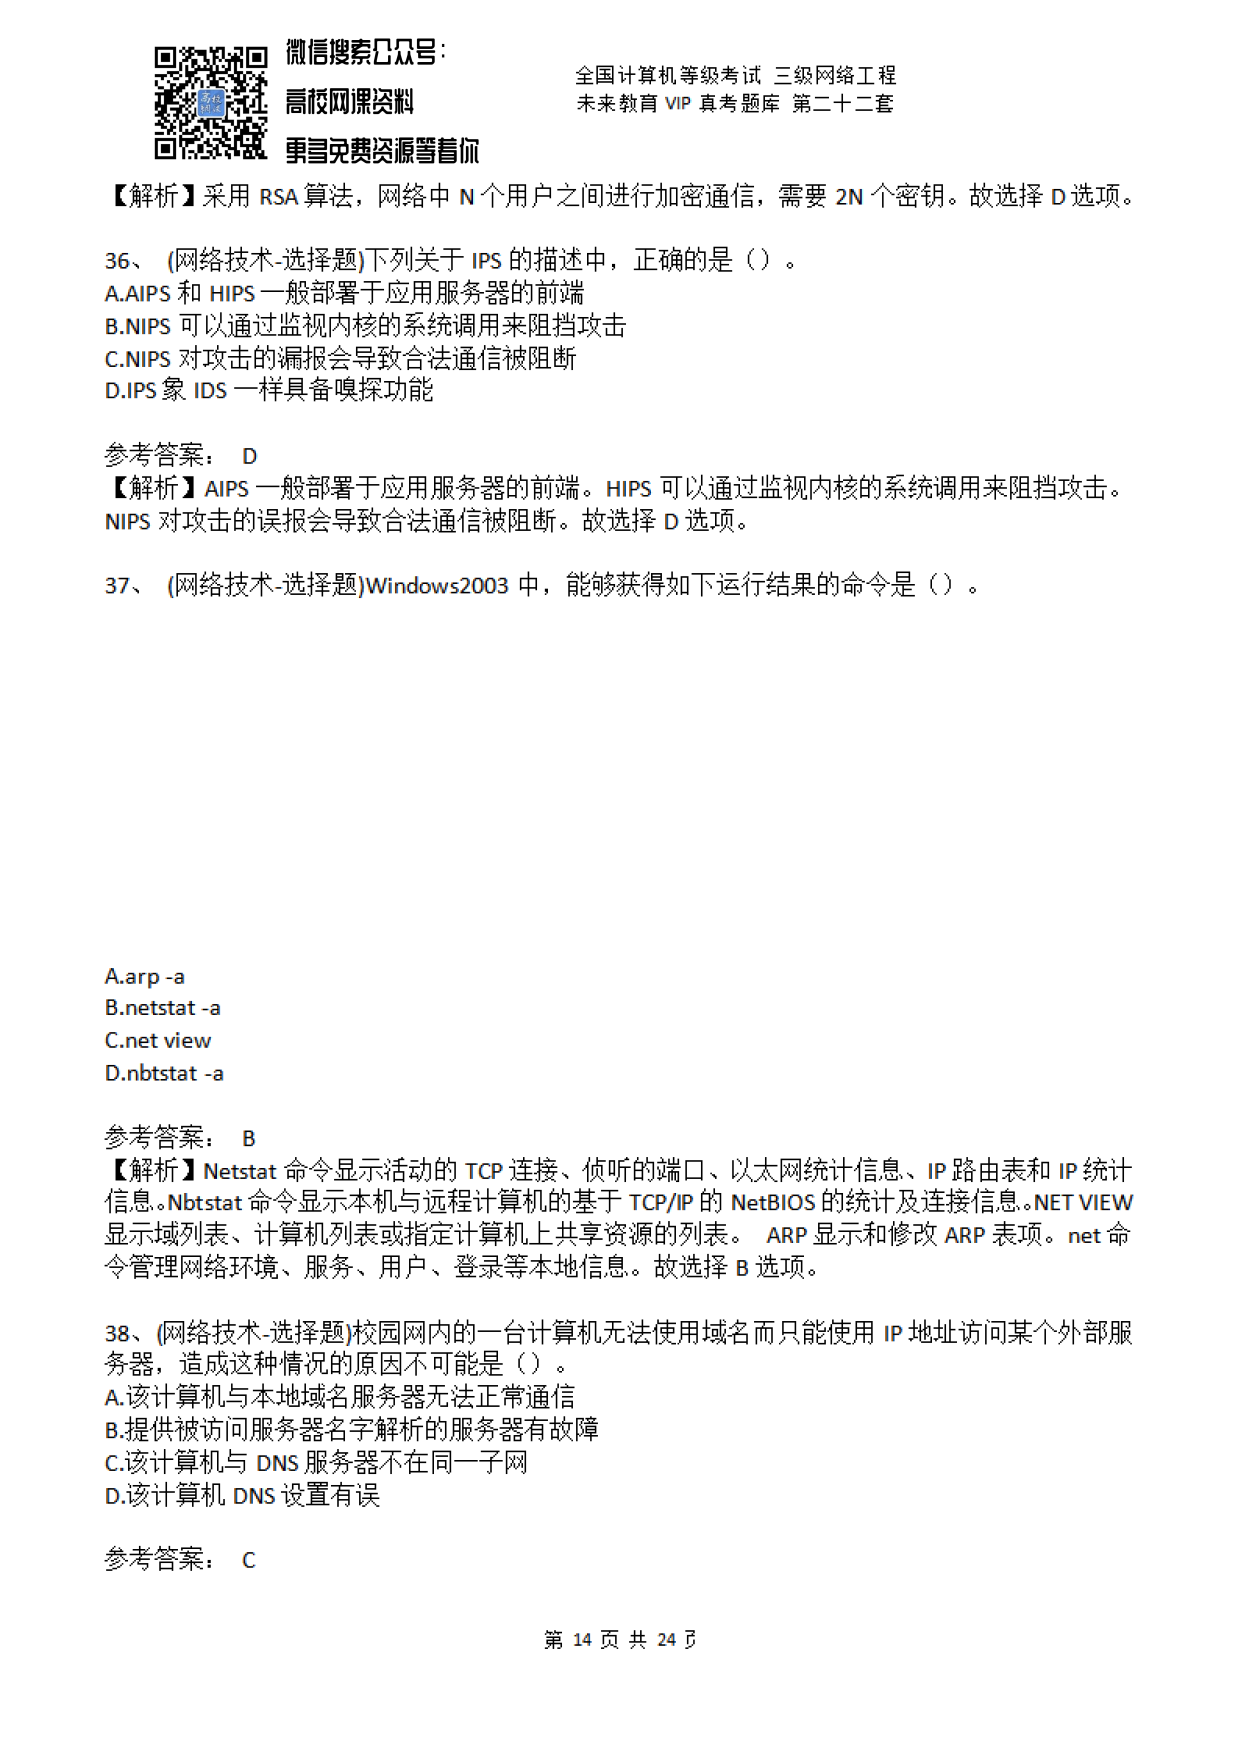 微信搜索公众号：
高校网课资料
更多免费资源等着你
全国计算机等级考试 三级网络工程
未来教育 VIP 真考题库 第二十二套
【解析】采用 RSA 算法，网络中 N 个用户之间进行加密通信，需要 2N 个密钥。故选择 D 选项。
36、 (网络技术-选择题)下列关于 IPS 的描述中，正确的是（）。
A.AIPS 和 HIPS 一般部署于应用服务器的前端
B.NIPS 可以通过监视内核的系统调用来阻挡攻击
C.NIPS 对攻击的漏报会导致合法通信被阻断
D.IPS 象 IDS 一样具备嗅探功能
参考答案： D
【解析】AIPS 一般部署于应用服务器的前端。HIPS 可以通过监视内核的系统调用来阻挡攻击。
NIPS 对攻击的误报会导致合法通信被阻断。故选择 D 选项。
37、 (网络技术-选择题)Windows2003 中，能够获得如下运行结果的命令是（）。
A.arp -a
B.netstat -a
C.net view
D.nbtstat -a
参考答案： B
【解析】Netstat 命令显示活动的 TCP 连接、侦听的端口、以太网统计信息、IP 路由表和 IP 统计
信息。Nbtstat 命令显示本机与远程计算机的基于 TCP/IP 的 NetBIOS 的统计及连接信息。NET VIEW
显示域列表、计算机列表或指定计算机上共享资源的列表。 ARP 显示和修改 ARP 表项。net 命
令管理网络环境、服务、用户、登录等本地信息。故选择 B 选项。
38、(网络技术-选择题)校园网内的一台计算机无法使用域名而只能使用 IP 地址访问某个外部服
务器，造成这种情况的原因不可能是（）。
A.该计算机与本地域名服务器无法正常通信
B.提供被访问服务器名字解析的服务器有故障
C.该计算机与 DNS 服务器不在同一子网
D.该计算机 DNS 设置有误
参考答案： C
第 14 页 共 24 页